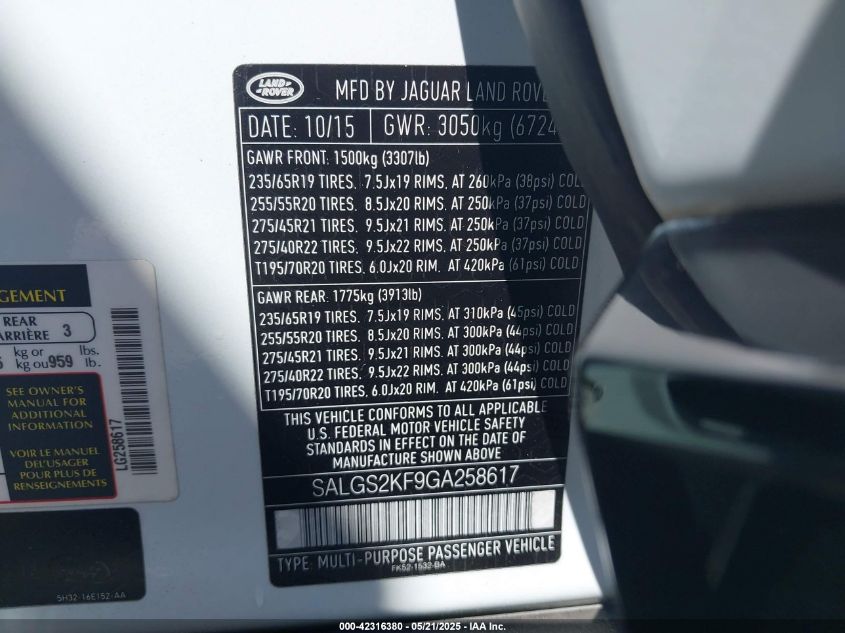 LAND ROVER
MFD BY JAGUAR LAND ROVE
DATE: 10/15 GWR: 3050kg (6724
GAWR FRONT: 1500kg (3307lb)
235/65R19 TIRES, 7.5Jx19 RIMS, AT 260kPa (38psi) COLD
255/55R20 TIRES, 8.5Jx20 RIMS, AT 250kPa (37psi) COLD
275/45R21 TIRES, 9.5Jx21 RIMS, AT 250kPa (37psi) COLD
275/40R22 TIRES, 9.5Jx22 RIMS, AT 250kPa (37psi) COLD
T195/70R20 TIRES, 6.0Jx20 RIM, AT 420kPa (61psi) COLD
GAWR REAR: 1775kg (3913lb)
235/65R19 TIRES, 7.5Jx19 RIMS, AT 310kPa (45psi) COLD
255/55R20 TIRES, 8.5Jx20 RIMS, AT 300kPa (44psi) COLD
275/45R21 TIRES, 9.5Jx21 RIMS, AT 300kPa (44psi) COLD
275/40R22 TIRES, 9.5Jx22 RIMS, AT 300kPa (44psi) COLD
T195/70R20 TIRES, 6.0Jx20 RIM, AT 420kPa (61psi) COLD
THIS VEHICLE CONFORMS TO ALL APPLICABLE
U.S. FEDERAL MOTOR VEHICLE SAFETY
STANDARDS IN EFFECT ON THE DATE OF
MANUFACTURE SHOWN ABOVE
SALGS2KF9GA258617
TYPE: MULTI-PURPOSE PASSENGER VEHICLE
FK52-1532-BA
AGEMENT
REAR
ARRIÈRE 3
kg or lbs.
kg ou 959 lb.
SEE OWNER'S
MANUAL FOR
ADDITIONAL
INFORMATION
VOIR LE MANUEL
DE L'USAGER
POUR PLUS DE
RENSEIGNEMENTS
LG258617
5H32-16E152-AA
000-42316380 - 05/21/2025 - IAA Inc.